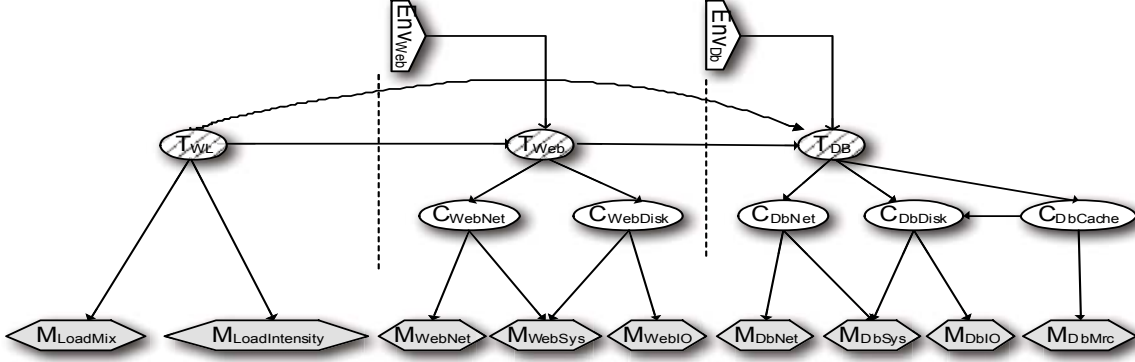 EnvWeb
EnvDb
TWL
TWeb
TDB
CWebNet
CWebDisk
CDbNet
CDbDisk
CDbCache
MLoadMix
MLoadIntensity
MWebNet
MWebSys
MWebIO
MDbNet
MDbSys
MDbIO
MDbMrc